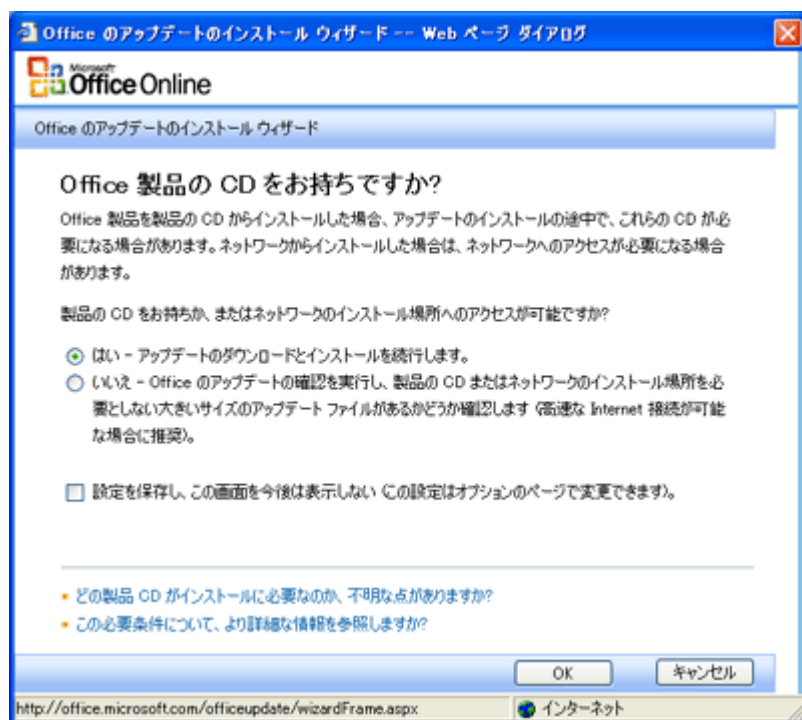 Office のアップデートのインストール ウィザード -- Web ページ ダイアログ
Microsoft
Office Online
Office のアップデートのインストール ウィザード
Office 製品の CD をお持ちですか?
Office 製品を製品の CD からインストールした場合、アップデートのインストールの途中で、これらの CD が必
要になる場合があります。ネットワークからインストールした場合は、ネットワークへのアクセスが必要になる場合
があります。
製品の CD をお持ちか、またはネットワークのインストール場所へのアクセスが可能ですか?
はい - アップデートのダウンロードとインストールを続行します。
いいえ - Office のアップデートの確認を実行し、製品の CD またはネットワークのインストール場所を必
要としない大きいサイズのアップデート ファイルがあるかどうか確認します (高速な Internet 接続が可能
な場合に推奨)。
設定を保存し、この画面を今後は表示しない (この設定はオプションのページで変更できます)。
どの製品 CD がインストールに必要なのか、不明な点がありますか?
この必要条件について、より詳細な情報を参照しますか?
OK
キャンセル
http://office.microsoft.com/officeupdate/wizardFrame.aspx
インターネット